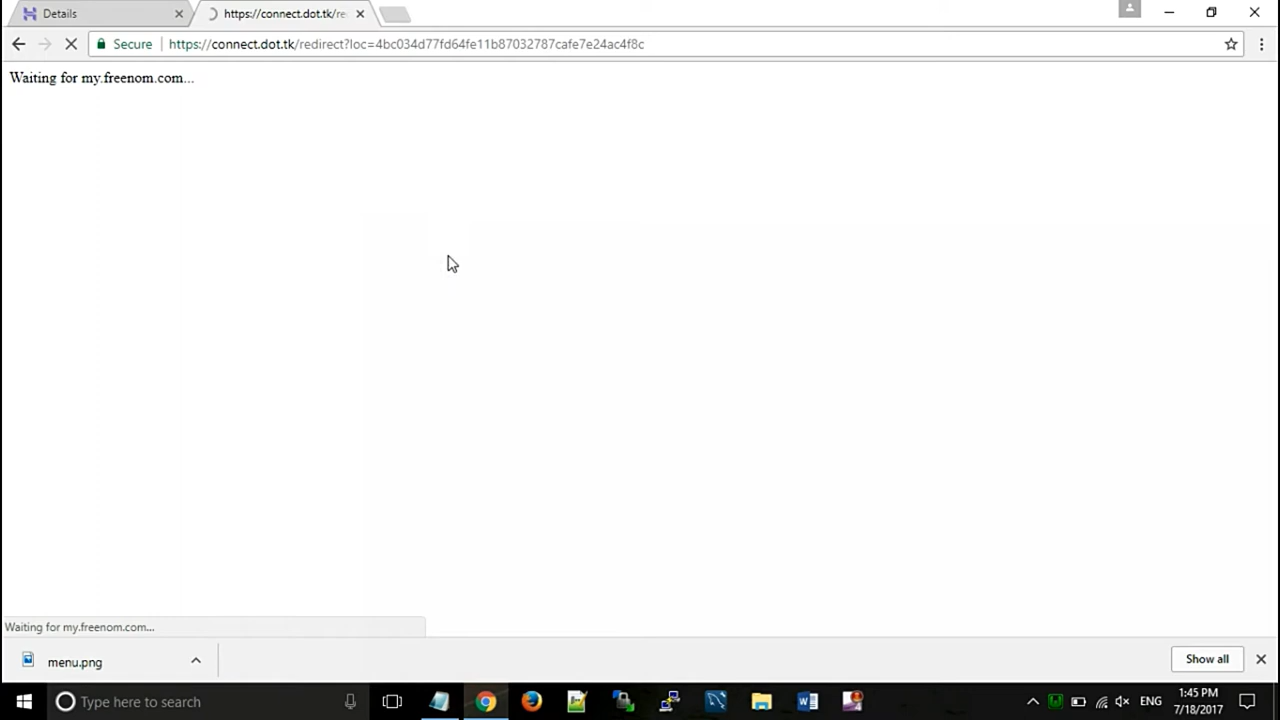 Details
https://connect.dot.tk/re
Secure
https://connect.dot.tk/redirect?loc=4bc034d77fd64fe11b87032787cafe7e24ac4f8c
Waiting for my.freenom.com...
Waiting for my.freenom.com...
menu.png
Show all
Type here to search
ENG
1:45 PM
7/18/2017